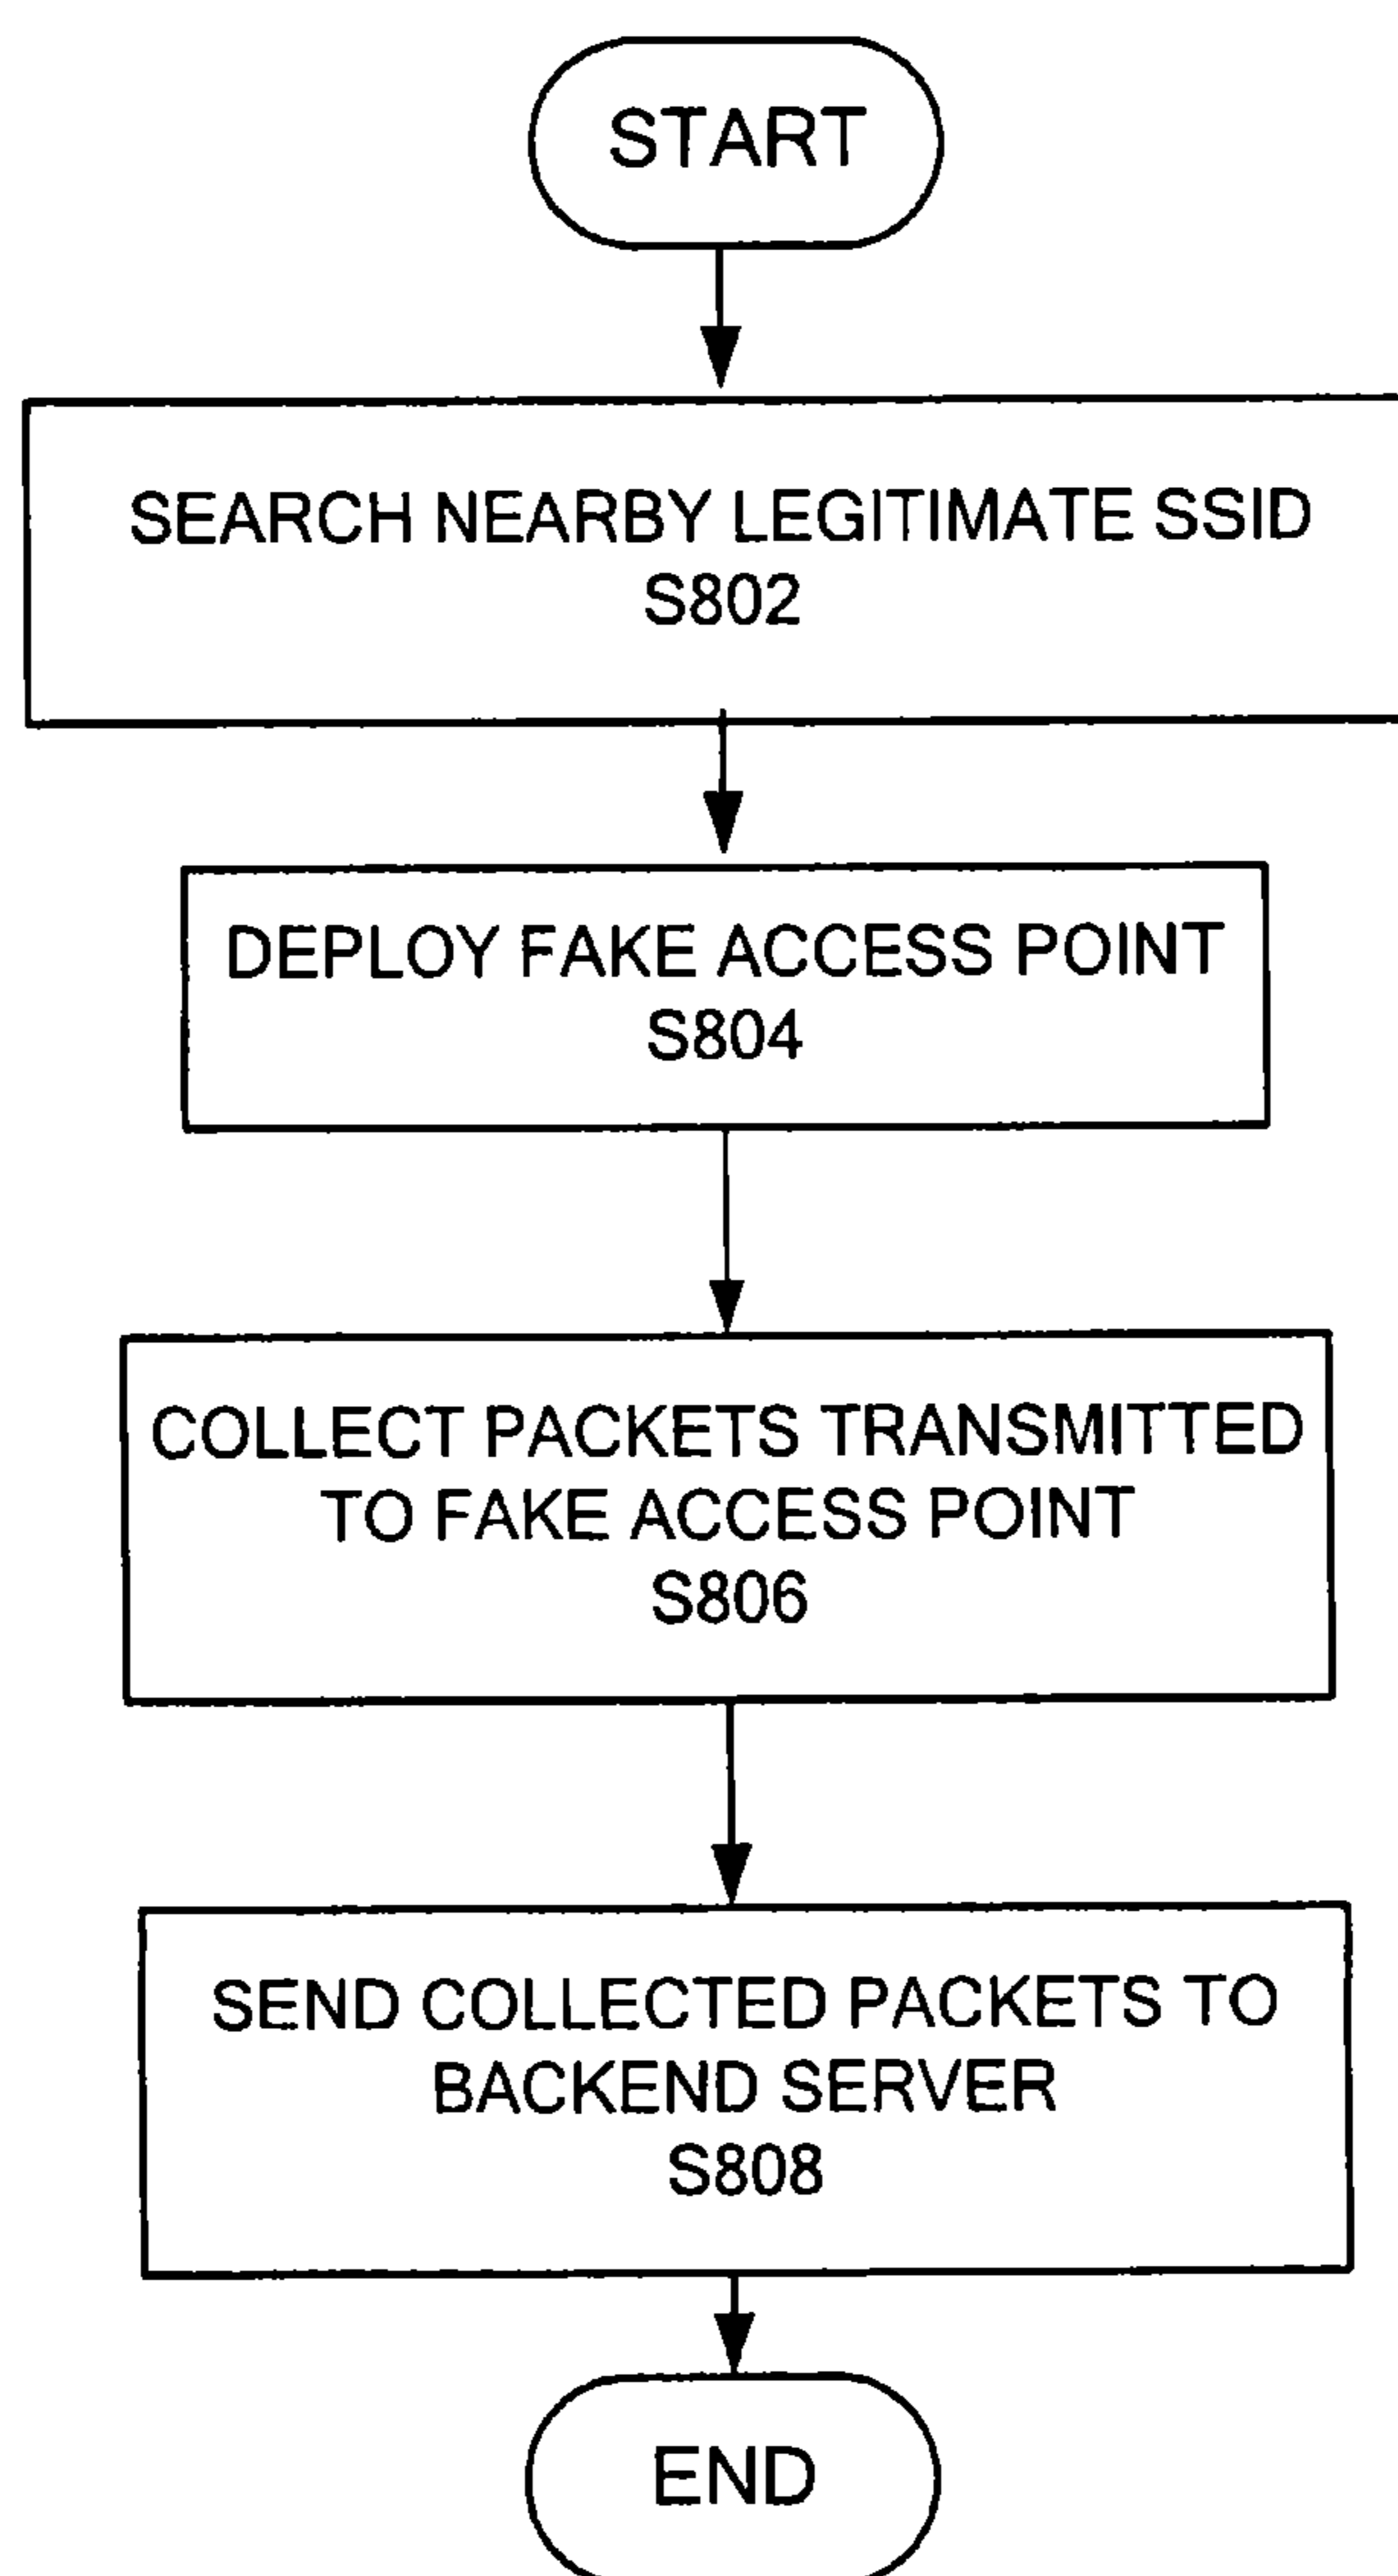 START
SEARCH NEARBY LEGITIMATE SSID
S802
DEPLOY FAKE ACCESS POINT
S804
COLLECT PACKETS TRANSMITTED
TO FAKE ACCESS POINT
S806
SEND COLLECTED PACKETS TO
BACKEND SERVER
S808
END